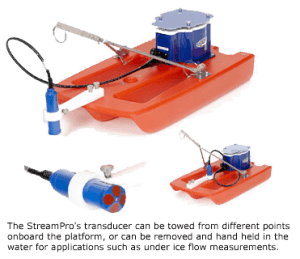 The StreamPro's transducer can be towed from different points
onboard the platform, or can be removed and hand held in the
water for applications such as under ice flow measurements.